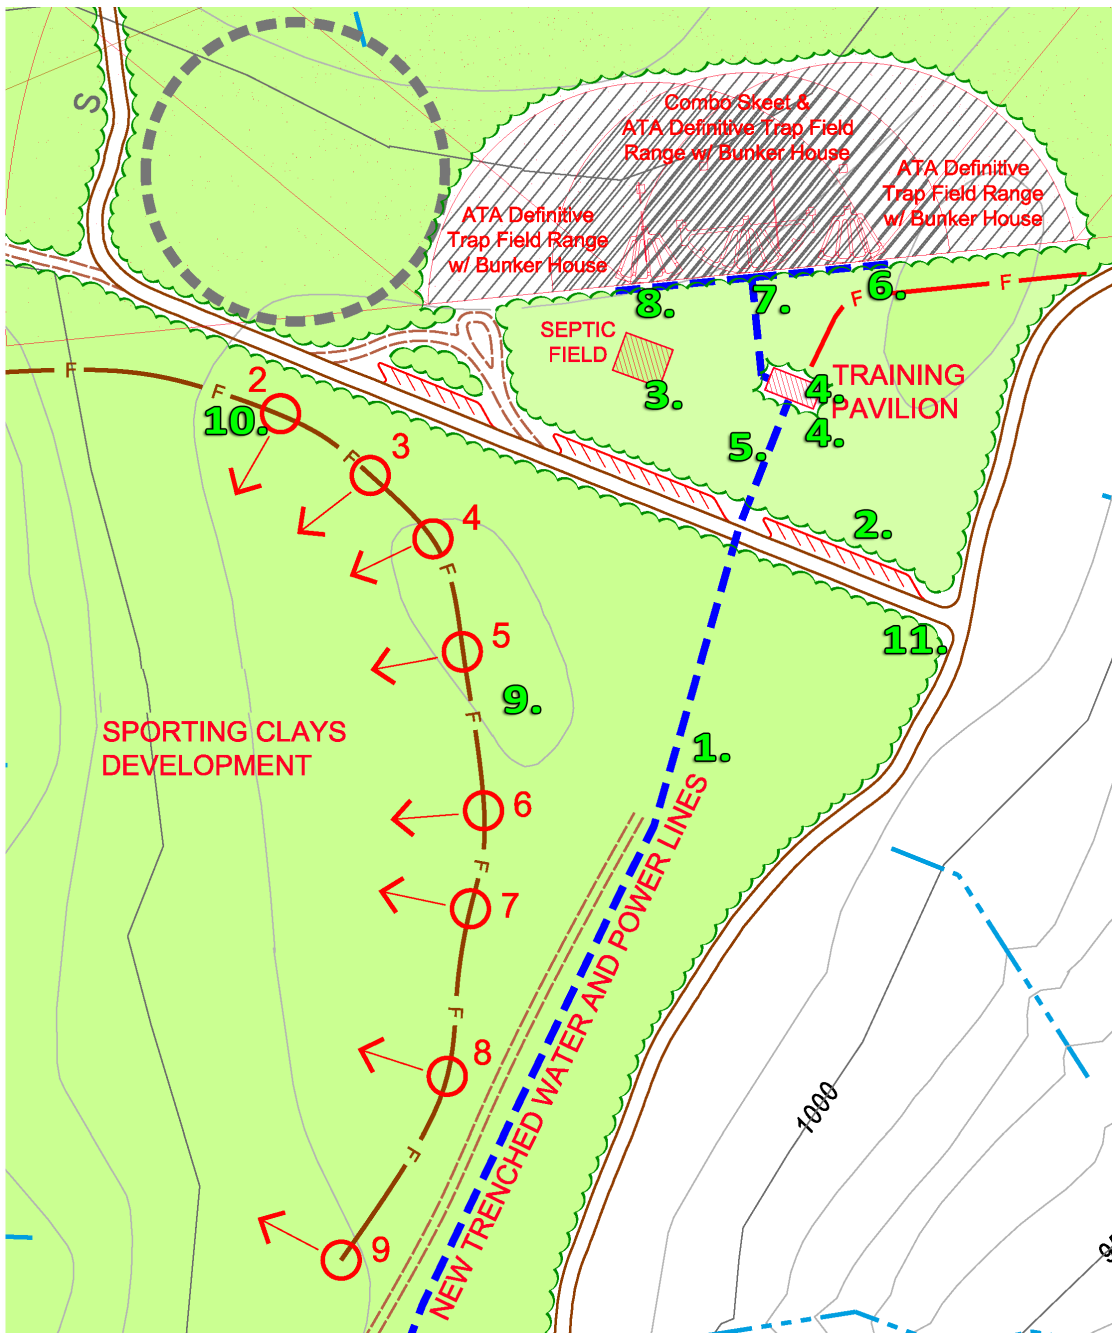 S
Combo Skeet &
ATA Definitive Trap Field
Range w/ Bunker House
ATA Definitive
Trap Field Range
w/ Bunker House
ATA Definitive
Trap Field Range
w/ Bunker House
8.
7.
6.
F
F
SEPTIC
FIELD
3.
4.
TRAINING
PAVILION
4.
5.
2.
11.
F
F
2
10.
F
3
4
F
5
9.
F
1.
SPORTING CLAYS
DEVELOPMENT
6
F
7
F
8
F
9
NEW TRENCHED WATER AND POWER LINES
1000